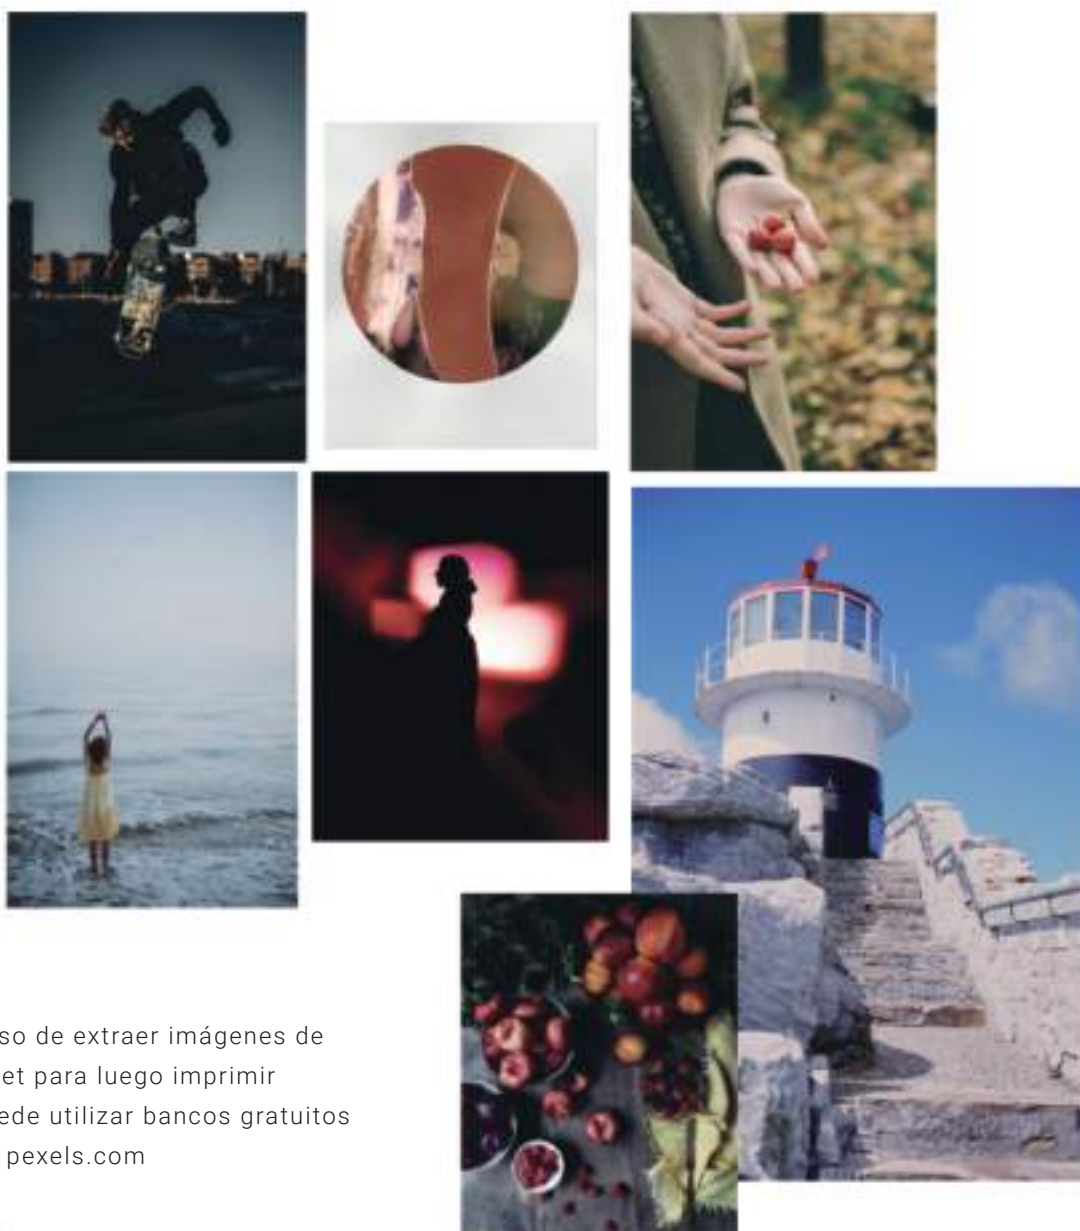 so de extraer imágenes de
et para luego imprimir
ede utilizar bancos gratuitos
pexels.com